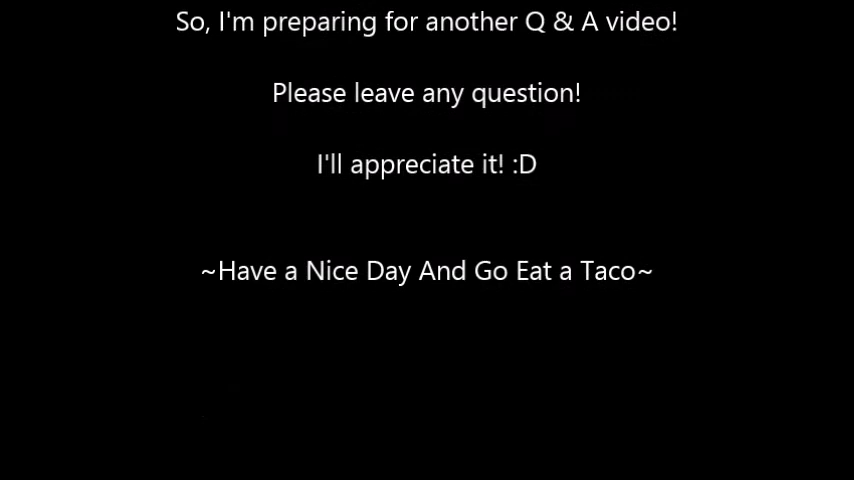 So, I'm preparing for another Q & A video!
Please leave any question!
I'll appreciate it! :D
~Have a Nice Day And Go Eat a Taco~